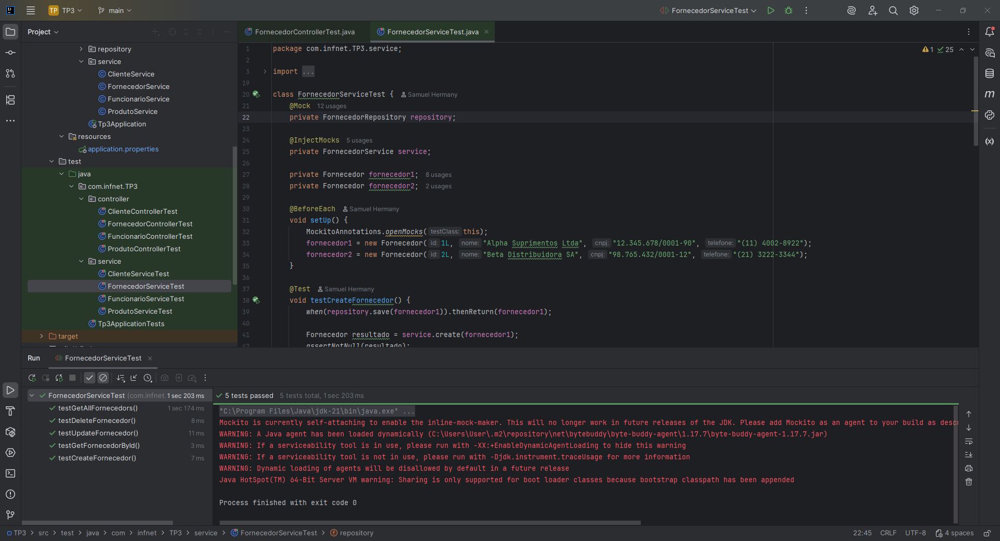 TP TP3 main FornecedorServiceTest
Project
repository
service
ClienteService
FornecedorService
FuncionarioService
ProdutoService
Tp3Application
resources
application.properties
test
java
com.infnet.TP3
controller
ClienteControllerTest
FornecedorControllerTest
FuncionarioControllerTest
ProdutoControllerTest
service
ClienteServiceTest
FornecedorServiceTest
FuncionarioServiceTest
ProdutoServiceTest
Tp3ApplicationTests
target
FornecedorControllerTest.java FornecedorServiceTest.java
1 25
1 package com.infnet.TP3.service;
2
3 import ...
19
20 class FornecedorServiceTest { Samuel Hermany
21 @Mock 12 usages
22 private FornecedorRepository repository;
23
24 @InjectMocks 5 usages
25 private FornecedorService service;
26
27 private Fornecedor fornecedor1; 8 usages
28 private Fornecedor fornecedor2; 2 usages
29
30 @BeforeEach Samuel Hermany
31 void setUp() {
32 MockitoAnnotations.openMocks( testClass: this);
33 fornecedor1 = new Fornecedor( id: 1L, nome: "Alpha Suprimentos Ltda", cnpj: "12.345.678/0001-90", telefone: "(11) 4002-8922");
34 fornecedor2 = new Fornecedor( id: 2L, nome: "Beta Distribuidora SA", cnpj: "98.765.432/0001-12", telefone: "(21) 3222-3344");
35 }
36
37 @Test Samuel Hermany
38 void testCreateFornecedor() {
39 when(repository.save(fornecedor1)).thenReturn(fornecedor1);
40
41 Fornecedor resultado = service.create(fornecedor1);
42 assertNotNull(resultado);
Run FornecedorServiceTest
FornecedorServiceTest (com.infnet. 1 sec 203 ms
testGetAllFornecedors() 1 sec 174 ms
testDeleteFornecedor() 8 ms
testUpdateFornecedor() 11 ms
testGetFornecedorById() 3 ms
testCreateFornecedor() 7 ms
5 tests passed 5 tests total, 1 sec 203 ms
"C:\Program Files\Java\jdk-21\bin\java.exe" ...
Mockito is currently self-attaching to enable the inline-mock-maker. This will no longer work in future releases of the JDK. Please add Mockito as an agent to your build as descr
WARNING: A Java agent has been loaded dynamically (C:\Users\User\.m2\repository\net\bytebuddy\byte-buddy-agent\1.17.7\byte-buddy-agent-1.17.7.jar)
WARNING: If a serviceability tool is in use, please run with -XX:+EnableDynamicAgentLoading to hide this warning
WARNING: If a serviceability tool is not in use, please run with -Djdk.instrument.traceUsage for more information
WARNING: Dynamic loading of agents will be disallowed by default in a future release
Java HotSpot(TM) 64-Bit Server VM warning: Sharing is only supported for boot loader classes because bootstrap classpath has been appended
Process finished with exit code 0
TP3 > src > test > java > com > infnet > TP3 > service > FornecedorServiceTest > repository 22:45 CRLF UTF-8 4 spaces